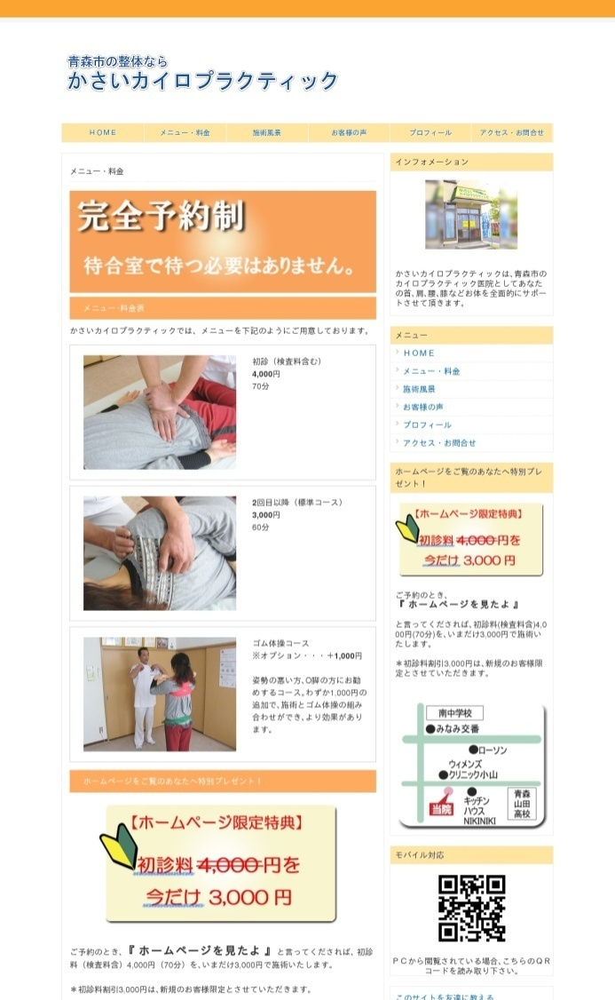 青森市の整体なら
かさいカイロプラクティック
HOME
メニュー・料金
施術風景
お客様の声
プロフィール
アクセス・お問合せ
メニュー・料金
完全予約制
待合室で待つ必要はありません。
メニュー・料金表
かさいカイロプラクティックでは、メニューを下記のようにご用意しております。
初診（検査料含む）
4,000円
70分
2回目以降（標準コース）
3,000円
60分
ゴム体操コース
※オプション・・・＋1,000円
姿勢の悪い方、O脚の方にお勧
めするコース。わずか1,000円の
追加で、施術とゴム体操の組み
合わせができ、より効果があり
ます。
ホームページをご覧のあなたへ特別プレゼント！
【ホームページ限定特典】
初診料 4,000円を
今だけ 3,000 円
ご予約のとき、『 ホームページを見たよ 』 と言ってくだされば、初診
料（検査料含）4,000円（70分）を、いまだけ3,000円で施術いたします。
＊初診料割引3,000円は、新規のお客様限定とさせていただきます。
インフォメーション
かさいカイロプラクティックは、青森市の
カイロプラクティック医院としてあなた
の首、肩、腰、膝などお体を全面的にサポー
トさせて頂きます。
メニュー
HOME
メニュー・料金
施術風景
お客様の声
プロフィール
アクセス・お問合せ
ホームページをご覧のあなたへ特別プレ
ゼント！
【ホームページ限定特典】
初診料 4,000円を
今だけ 3,000 円
ご予約のとき、
『 ホームページを見たよ 』
と言ってくだされば、初診料(検査料含)4,0
00円(70分)を、いまだけ3,000円で施術い
たします。
＊初診料割引3,000円は、新規のお客様限
定とさせていただきます。
南中学校
●みなみ交番
●ローソン
ウィメンズ
●クリニック小山
当院
キッチン
ハウス
NIKINIKI
青森
山田
高校
モバイル対応
ＰＣから閲覧されている場合、こちらのＱＲ
コードを読み取り下さい。
このサイトを友達に教える